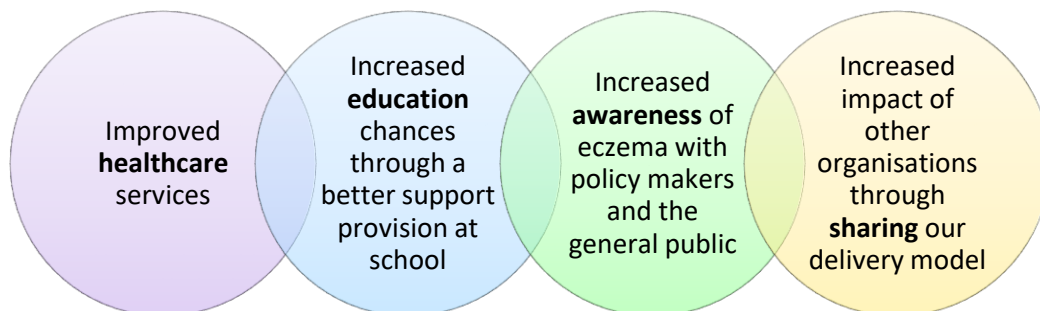 Improved
healthcare
services
Increased
education
chances
through a
better support
provision at
school
Increased
awareness of
eczema with
policy makers
and the
general public
Increased
impact of
other
organisations
through
sharing our
delivery model